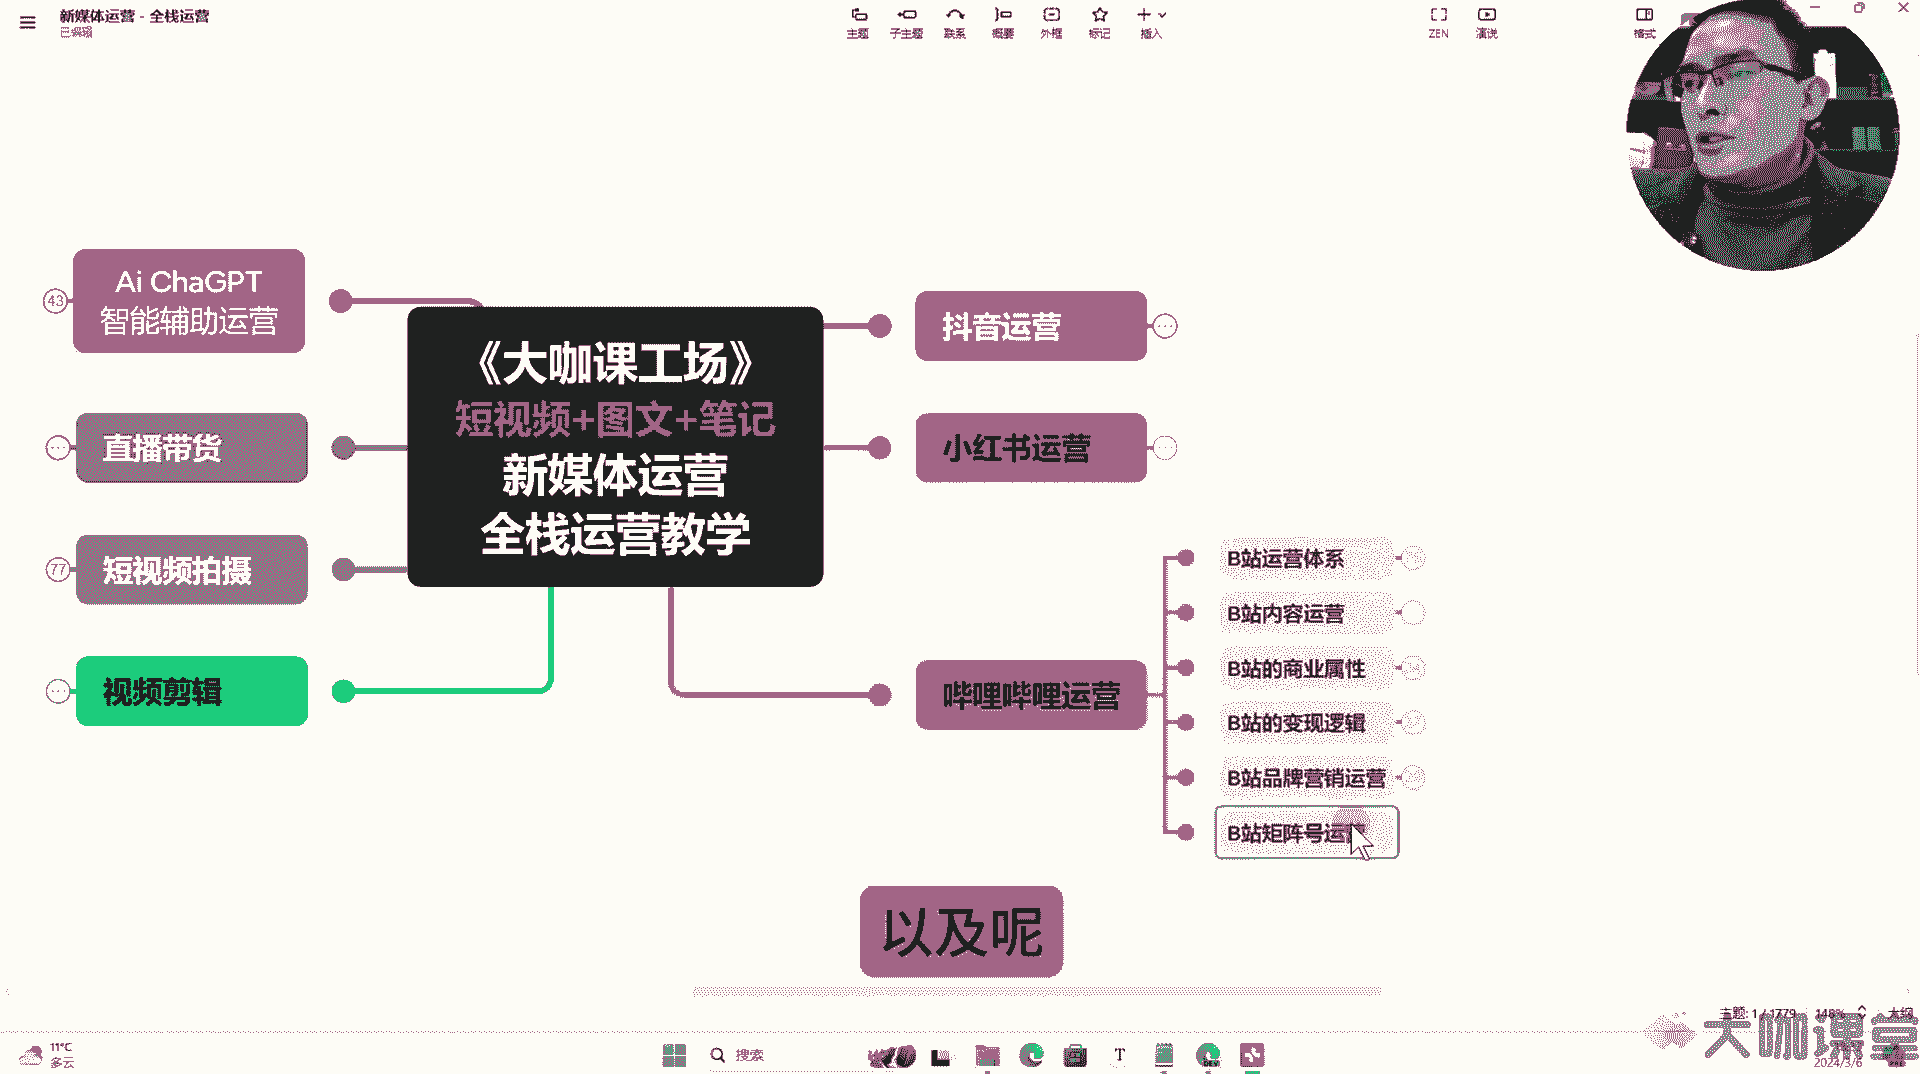 新媒体运营 - 全栈运营
已编辑
主题
子主题
联系
概要
外框
标记
插入
ZEN
演说
格式
43
Ai ChaGPT
智能辅助运营
直播带货
77
短视频拍摄
视频剪辑
《大咖课工场》
短视频+图文+笔记
新媒体运营
全栈运营教学
抖音运营
小红书运营
哔哩哔哩运营
B站运营体系
B站内容运营
B站的商业属性
B站的变现逻辑
B站品牌营销运营
B站矩阵号运
以及呢
主题: 1 / 1779
148%
大纲
大咖课堂
11°C
多云
搜索
2024/3/6